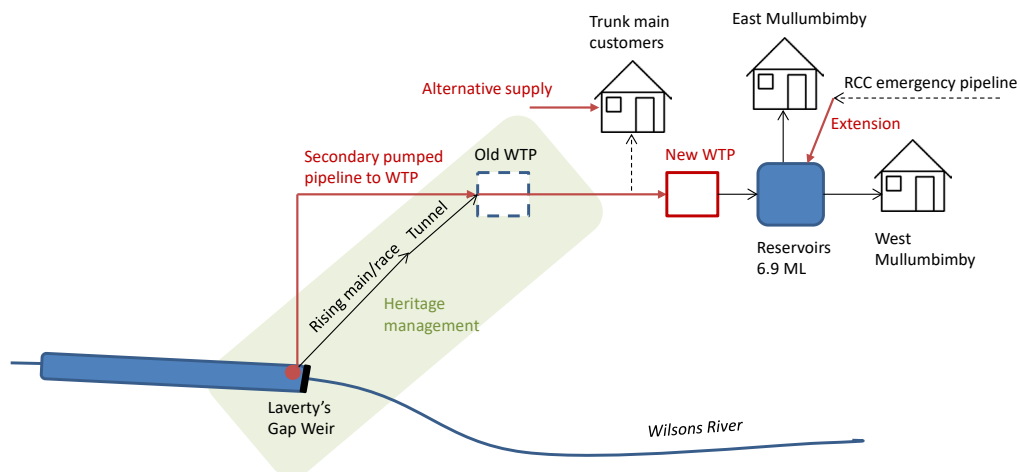 Trunk main
customers
East Mullumbimby
RCC emergency pipeline
Alternative supply
Extension
Secondary pumped
pipeline to WTP
Old WTP
New WTP
Tunnel
Rising main/race
Reservoirs
6.9 ML
West
Mullumbimby
Heritage
management
Laverty’s
Gap Weir
Wilsons River